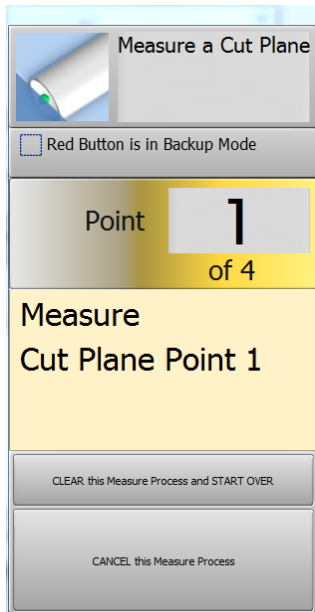 Measure a Cut Plane
Red Button is in Backup Mode
Point
1
of 4
Measure
Cut Plane Point 1
CLEAR this Measure Process and START OVER
CANCEL this Measure Process